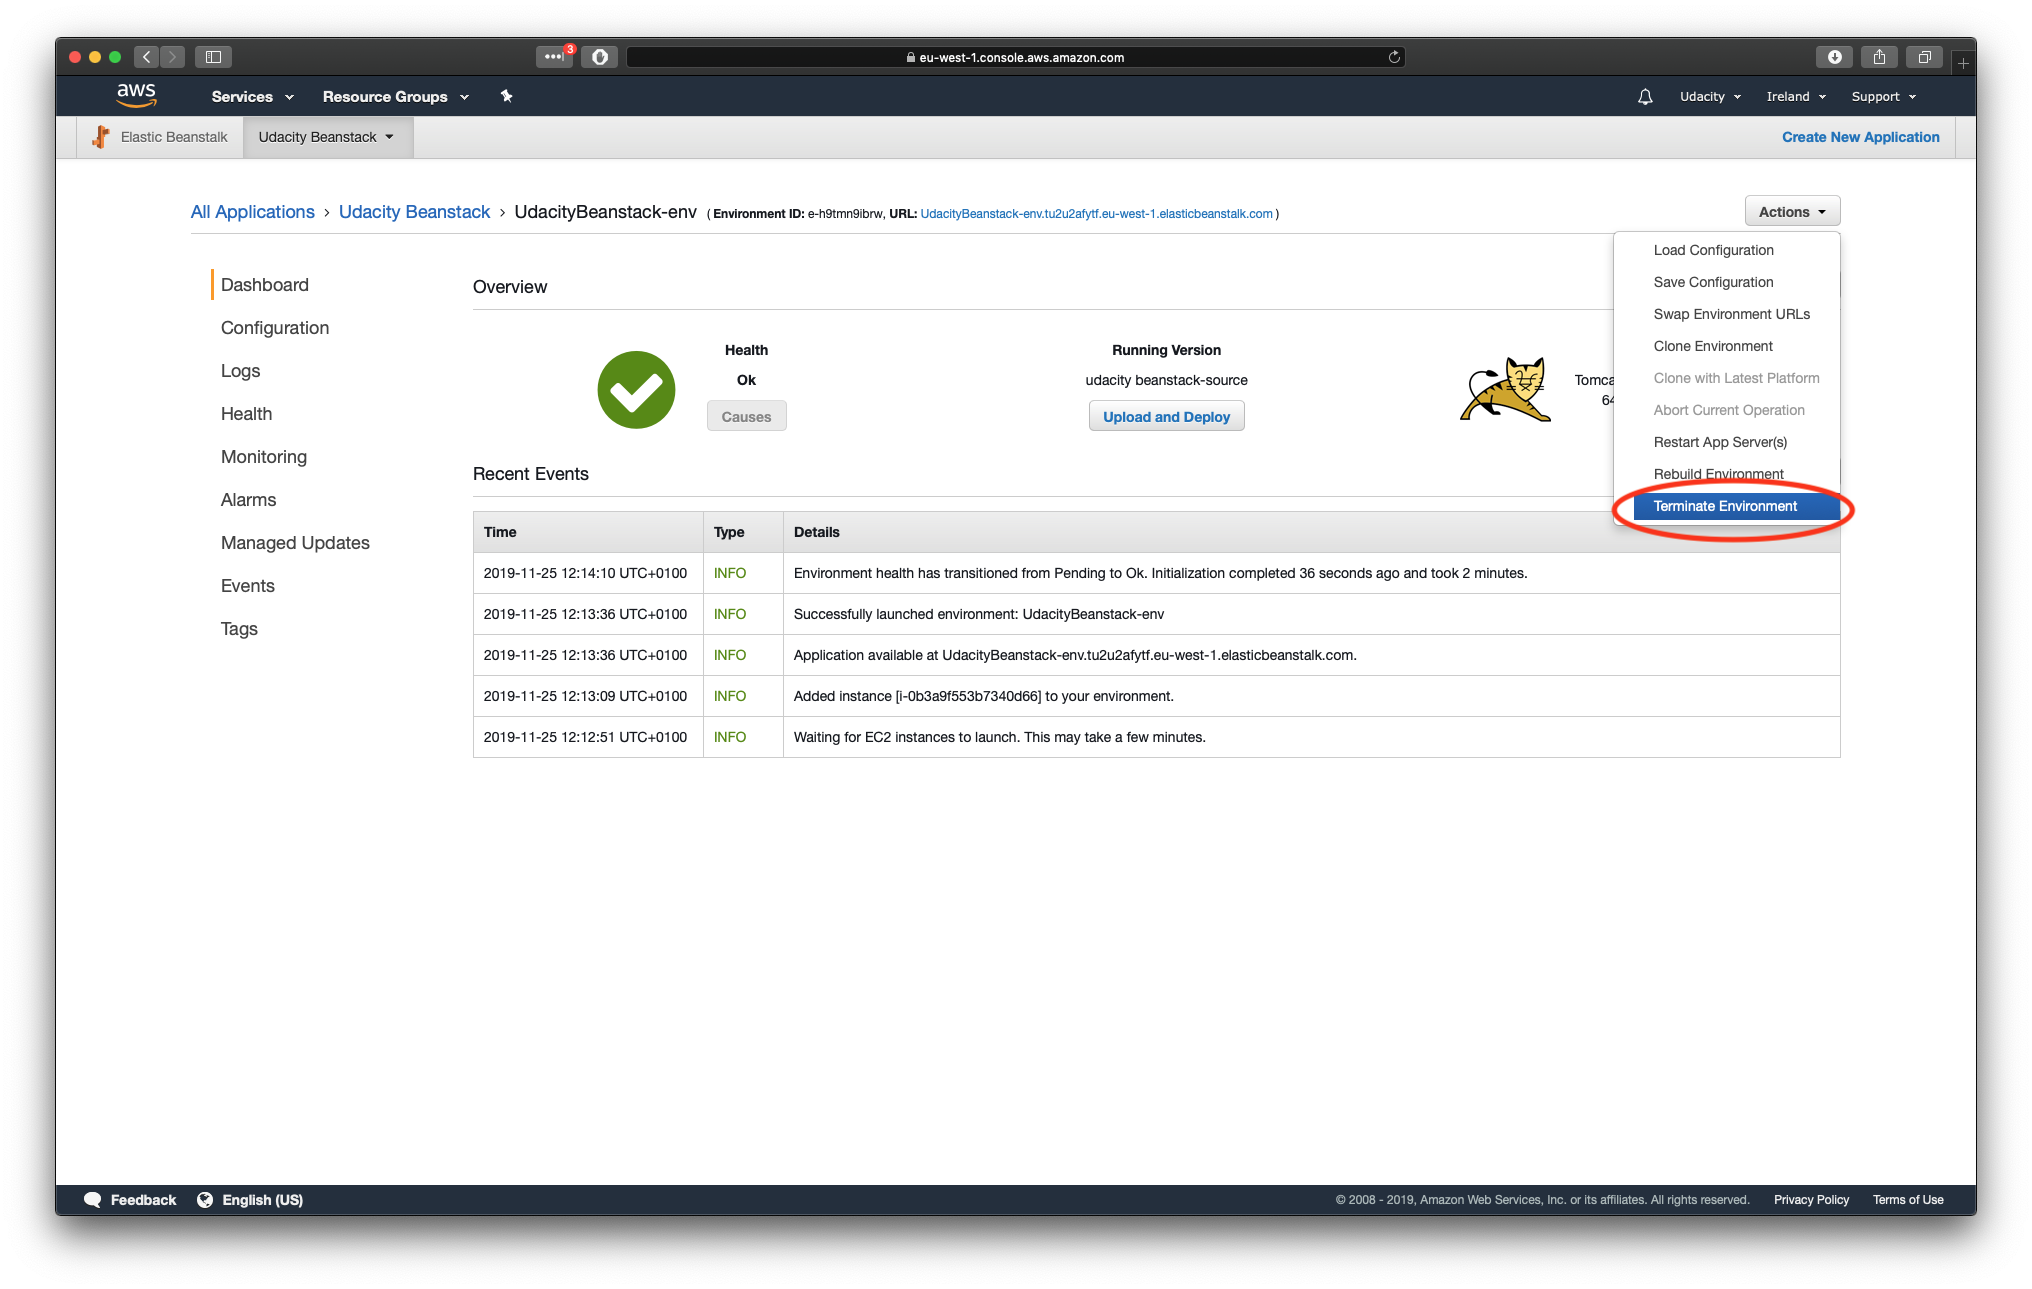 3
eu-west-1.console.aws.amazon.com
aws Services Resource Groups Udacity Ireland Support
Elastic Beanstalk Udacity Beanstack Create New Application
All Applications > Udacity Beanstack > UdacityBeanstack-env ( Environment ID: e-h9tmn9ibrw, URL: UdacityBeanstack-env.tu2u2afytf.eu-west-1.elasticbeanstalk.com )
Actions
Load Configuration
Save Configuration
Swap Environment URLs
Clone Environment
Clone with Latest Platform
Abort Current Operation
Restart App Server(s)
Rebuild Environment
Terminate Environment
Dashboard
Configuration
Logs
Health
Monitoring
Alarms
Managed Updates
Events
Tags
Overview
Health
Ok
Causes
Running Version
udacity beanstack-source
Upload and Deploy
Recent Events
Time Type Details
2019-11-25 12:14:10 UTC+0100 INFO Environment health has transitioned from Pending to Ok. Initialization completed 36 seconds ago and took 2 minutes.
2019-11-25 12:13:36 UTC+0100 INFO Successfully launched environment: UdacityBeanstack-env
2019-11-25 12:13:36 UTC+0100 INFO Application available at UdacityBeanstack-env.tu2u2afytf.eu-west-1.elasticbeanstalk.com.
2019-11-25 12:13:09 UTC+0100 INFO Added instance [i-0b3a9f553b7340d66] to your environment.
2019-11-25 12:12:51 UTC+0100 INFO Waiting for EC2 instances to launch. This may take a few minutes.
Feedback English (US) © 2008 - 2019, Amazon Web Services, Inc. or its affiliates. All rights reserved. Privacy Policy Terms of Use